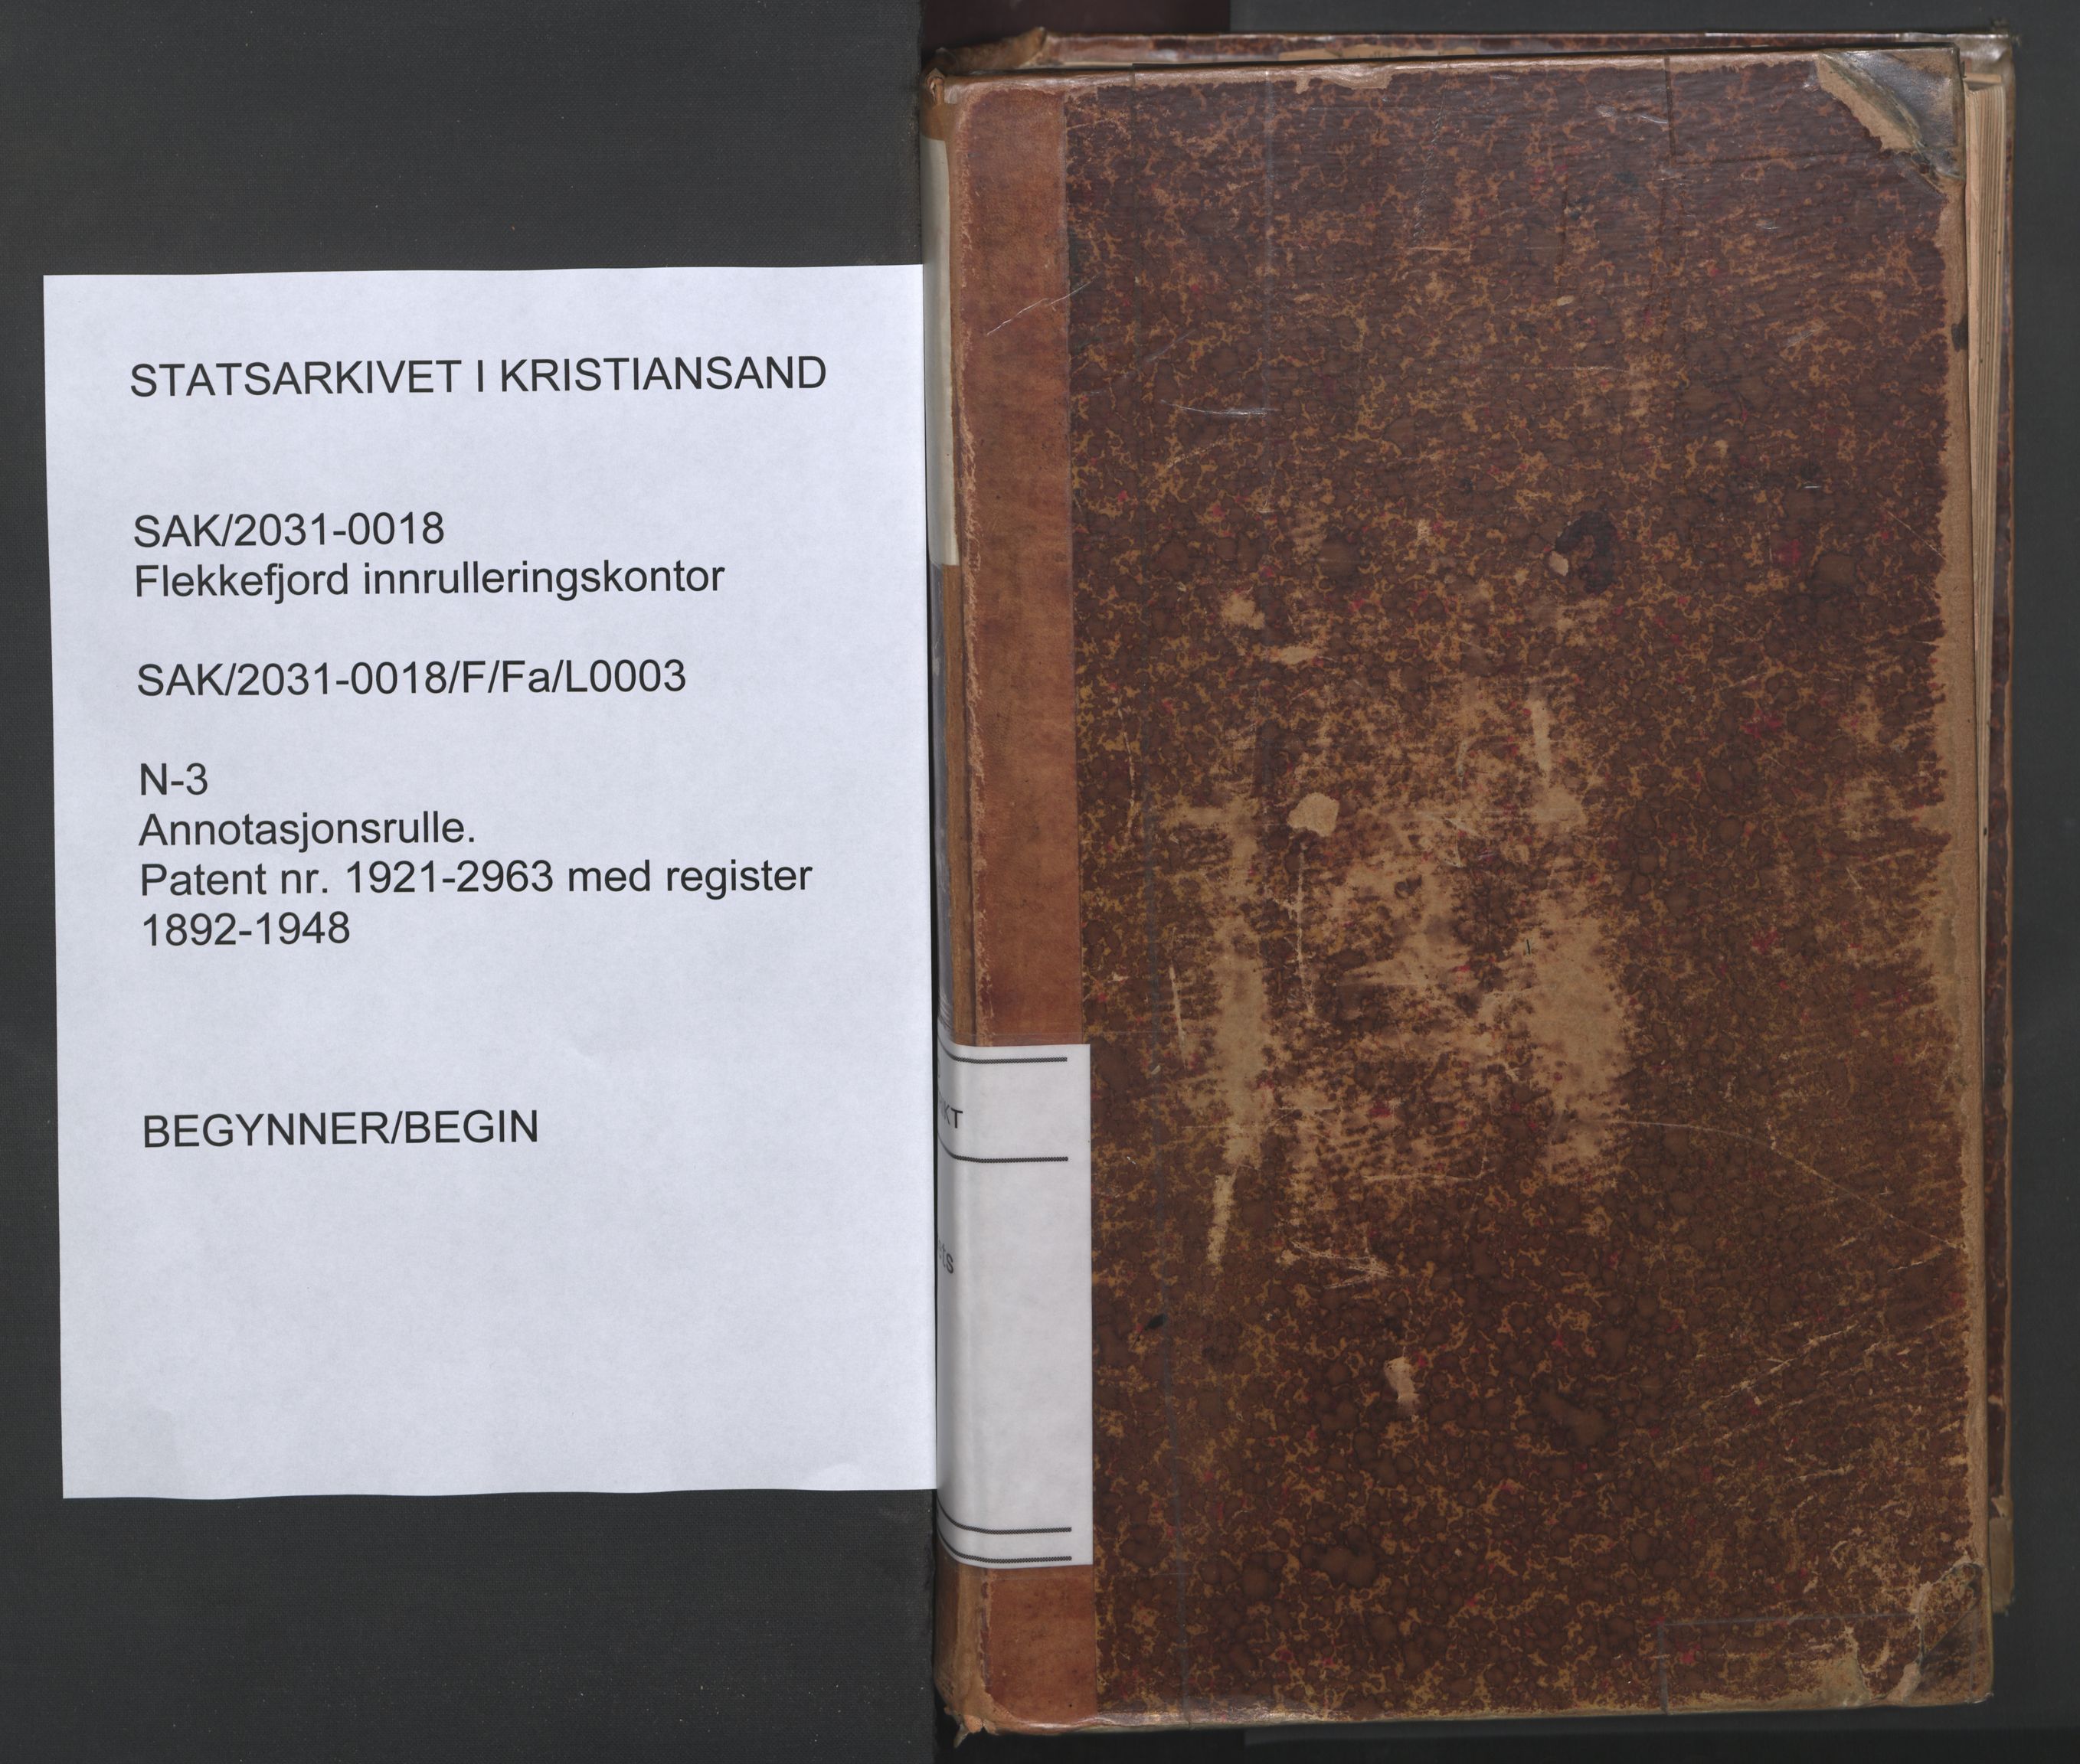 STATSARKIVET I KRISTIANSAND
SAK/2031-0018
Flekkefjord innrulleringskontor
SAK/2031-0018/F/Fa/L0003
N-3
Annotasjonsrulle.
Patent nr. 1921-2963 med register
1892-1948
BEGYNNER/BEGIN